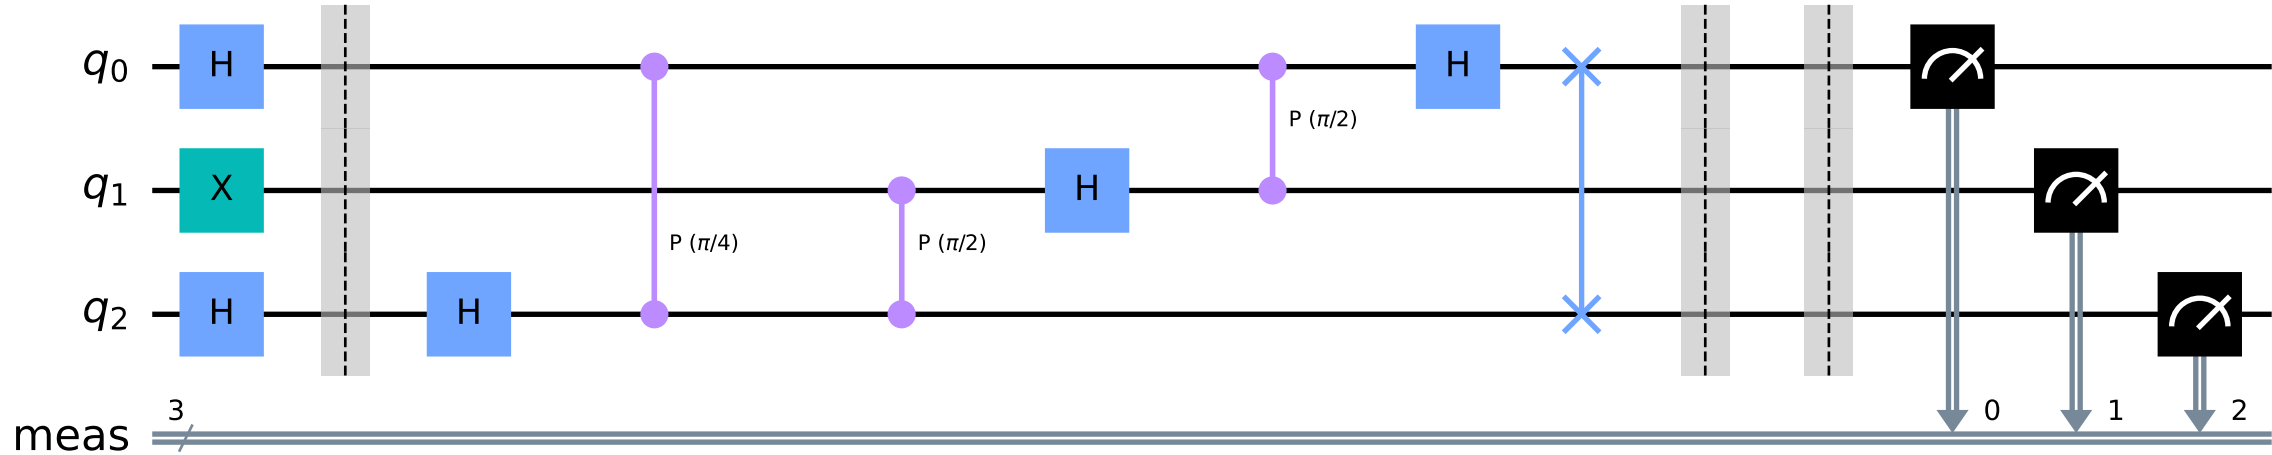 q0 H H
P (π/2)
q1 X H
P (π/4) P (π/2)
q2 H H
3 0 1 2
meas